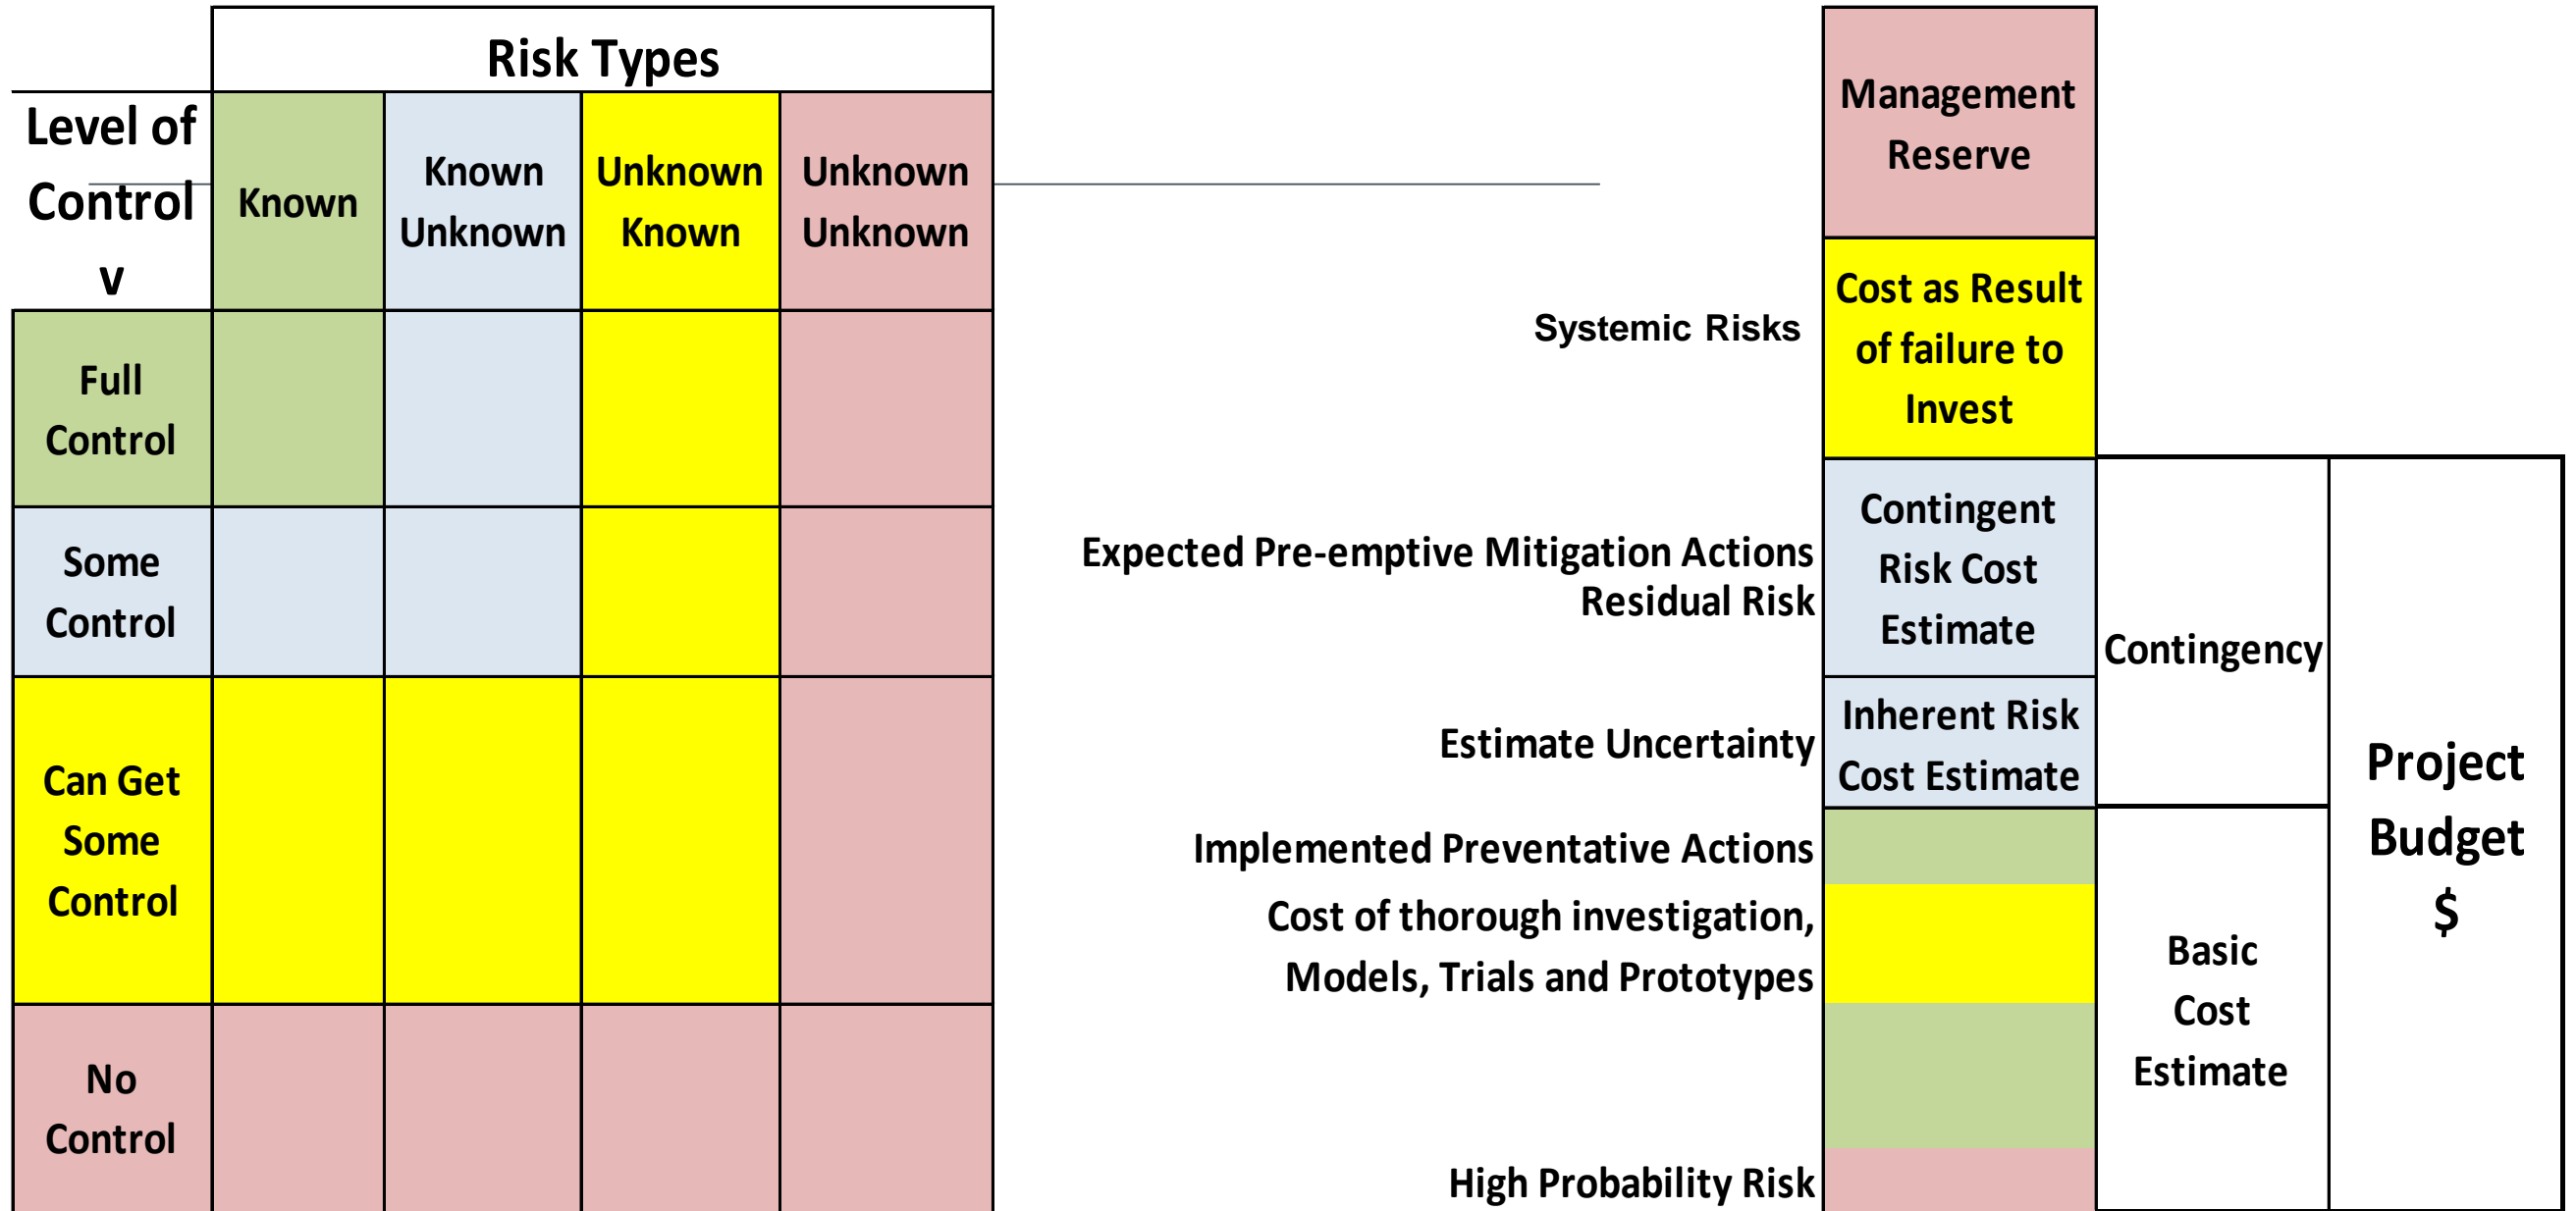 Risk Types
Level of
Control
v
Known
Known
Unknown
Unknown
Known
Unknown
Unknown
Full
Control
Some
Control
Can Get
Some
Control
No
Control
Systemic Risks
Expected Pre-emptive Mitigation Actions
Residual Risk
Estimate Uncertainty
Implemented Preventative Actions
Cost of thorough investigation,
Models, Trials and Prototypes
High Probability Risk
Management
Reserve
Cost as Result
of failure to
Invest
Contingent
Risk Cost
Estimate
Inherent Risk
Cost Estimate
Contingency
Basic
Cost
Estimate
Project
Budget
$